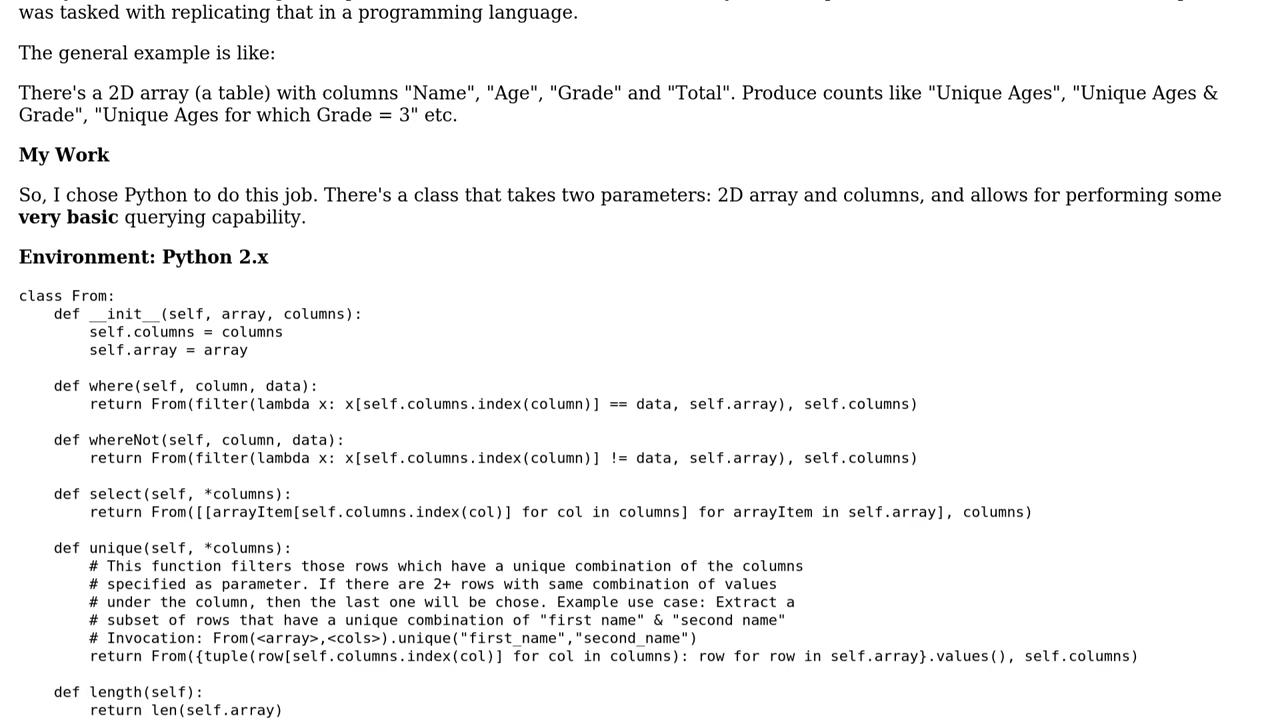 was tasked with replicating that in a programming language.
The general example is like:
There's a 2D array (a table) with columns "Name", "Age", "Grade" and "Total". Produce counts like "Unique Ages", "Unique Ages &
Grade", "Unique Ages for which Grade = 3" etc.
My Work
So, I chose Python to do this job. There's a class that takes two parameters: 2D array and columns, and allows for performing some
very basic querying capability.
Environment: Python 2.x
class From:
    def __init__(self, array, columns):
        self.columns = columns
        self.array = array
    def where(self, column, data):
        return From(filter(lambda x: x[self.columns.index(column)] == data, self.array), self.columns)
    def whereNot(self, column, data):
        return From(filter(lambda x: x[self.columns.index(column)] != data, self.array), self.columns)
    def select(self, *columns):
        return From([[arrayItem[self.columns.index(col)] for col in columns] for arrayItem in self.array], columns)
    def unique(self, *columns):
        # This function filters those rows which have a unique combination of the columns
        # specified as parameter. If there are 2+ rows with same combination of values
        # under the column, then the last one will be chose. Example use case: Extract a
        # subset of rows that have a unique combination of "first name" & "second name"
        # Invocation: From(<array>,<cols>).unique("first_name","second_name")
        return From({tuple(row[self.columns.index(col)] for col in columns): row for row in self.array}.values(), self.columns)
    def length(self):
        return len(self.array)